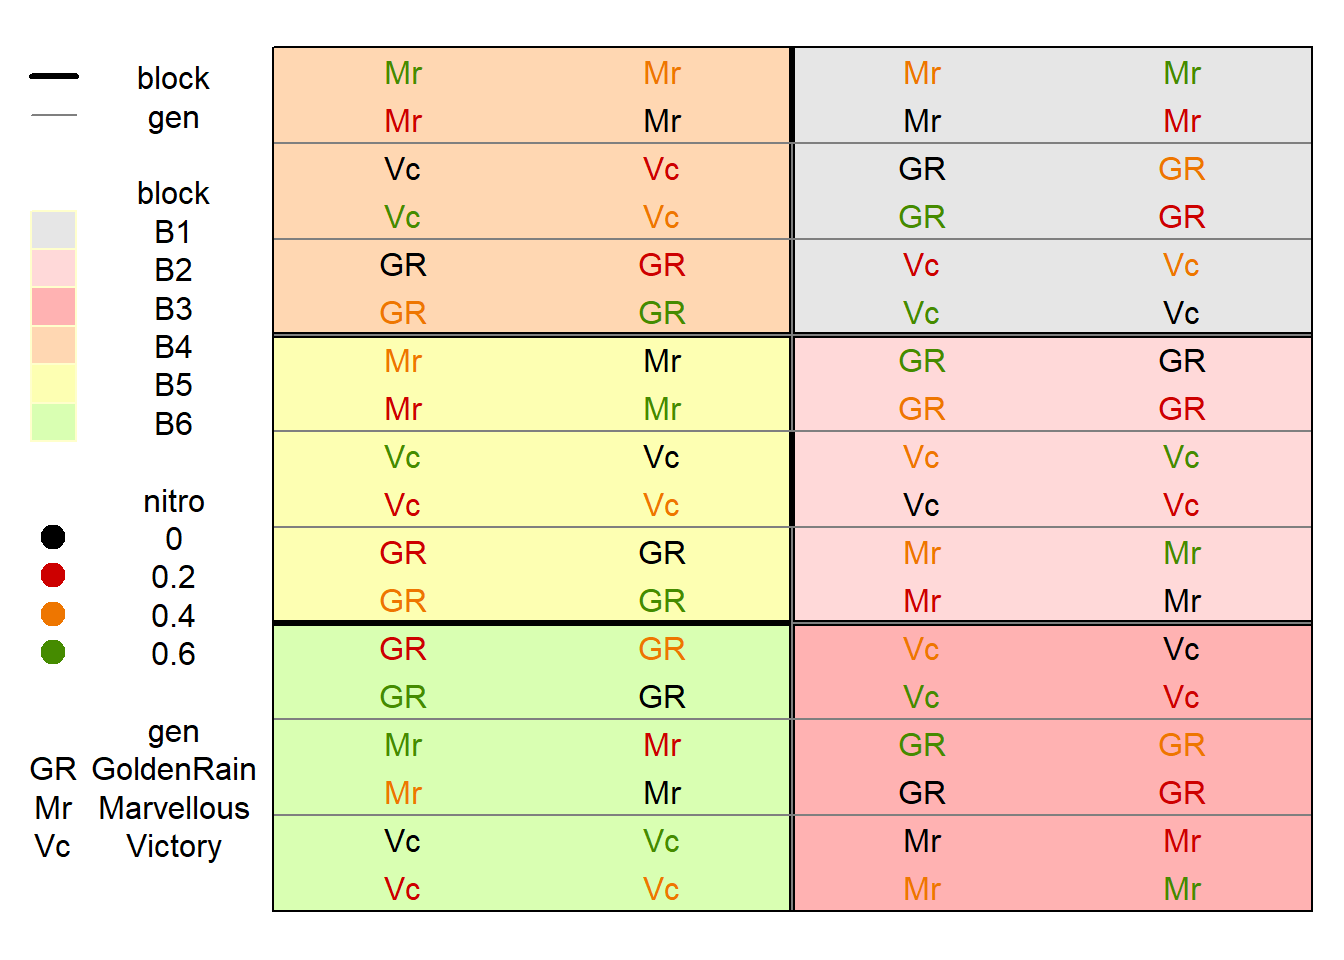 block
gen
block
B1
B2
B3
B4
B5
B6
nitro
0
0.2
0.4
0.6
gen
GR GoldenRain
Mr Marvellous
Vc Victory
Mr Mr Mr Mr
Mr Mr Mr Mr
Vc Vc GR GR
Vc Vc GR GR
GR GR Vc Vc
GR GR Vc Vc
Mr Mr GR GR
Mr Mr GR GR
Vc Vc Vc Vc
Vc Vc Vc Vc
GR GR Mr Mr
GR GR Mr Mr
GR GR Vc Vc
GR GR Vc Vc
Mr Mr GR GR
Mr Mr GR GR
Vc Vc Mr Mr
Vc Vc Mr Mr